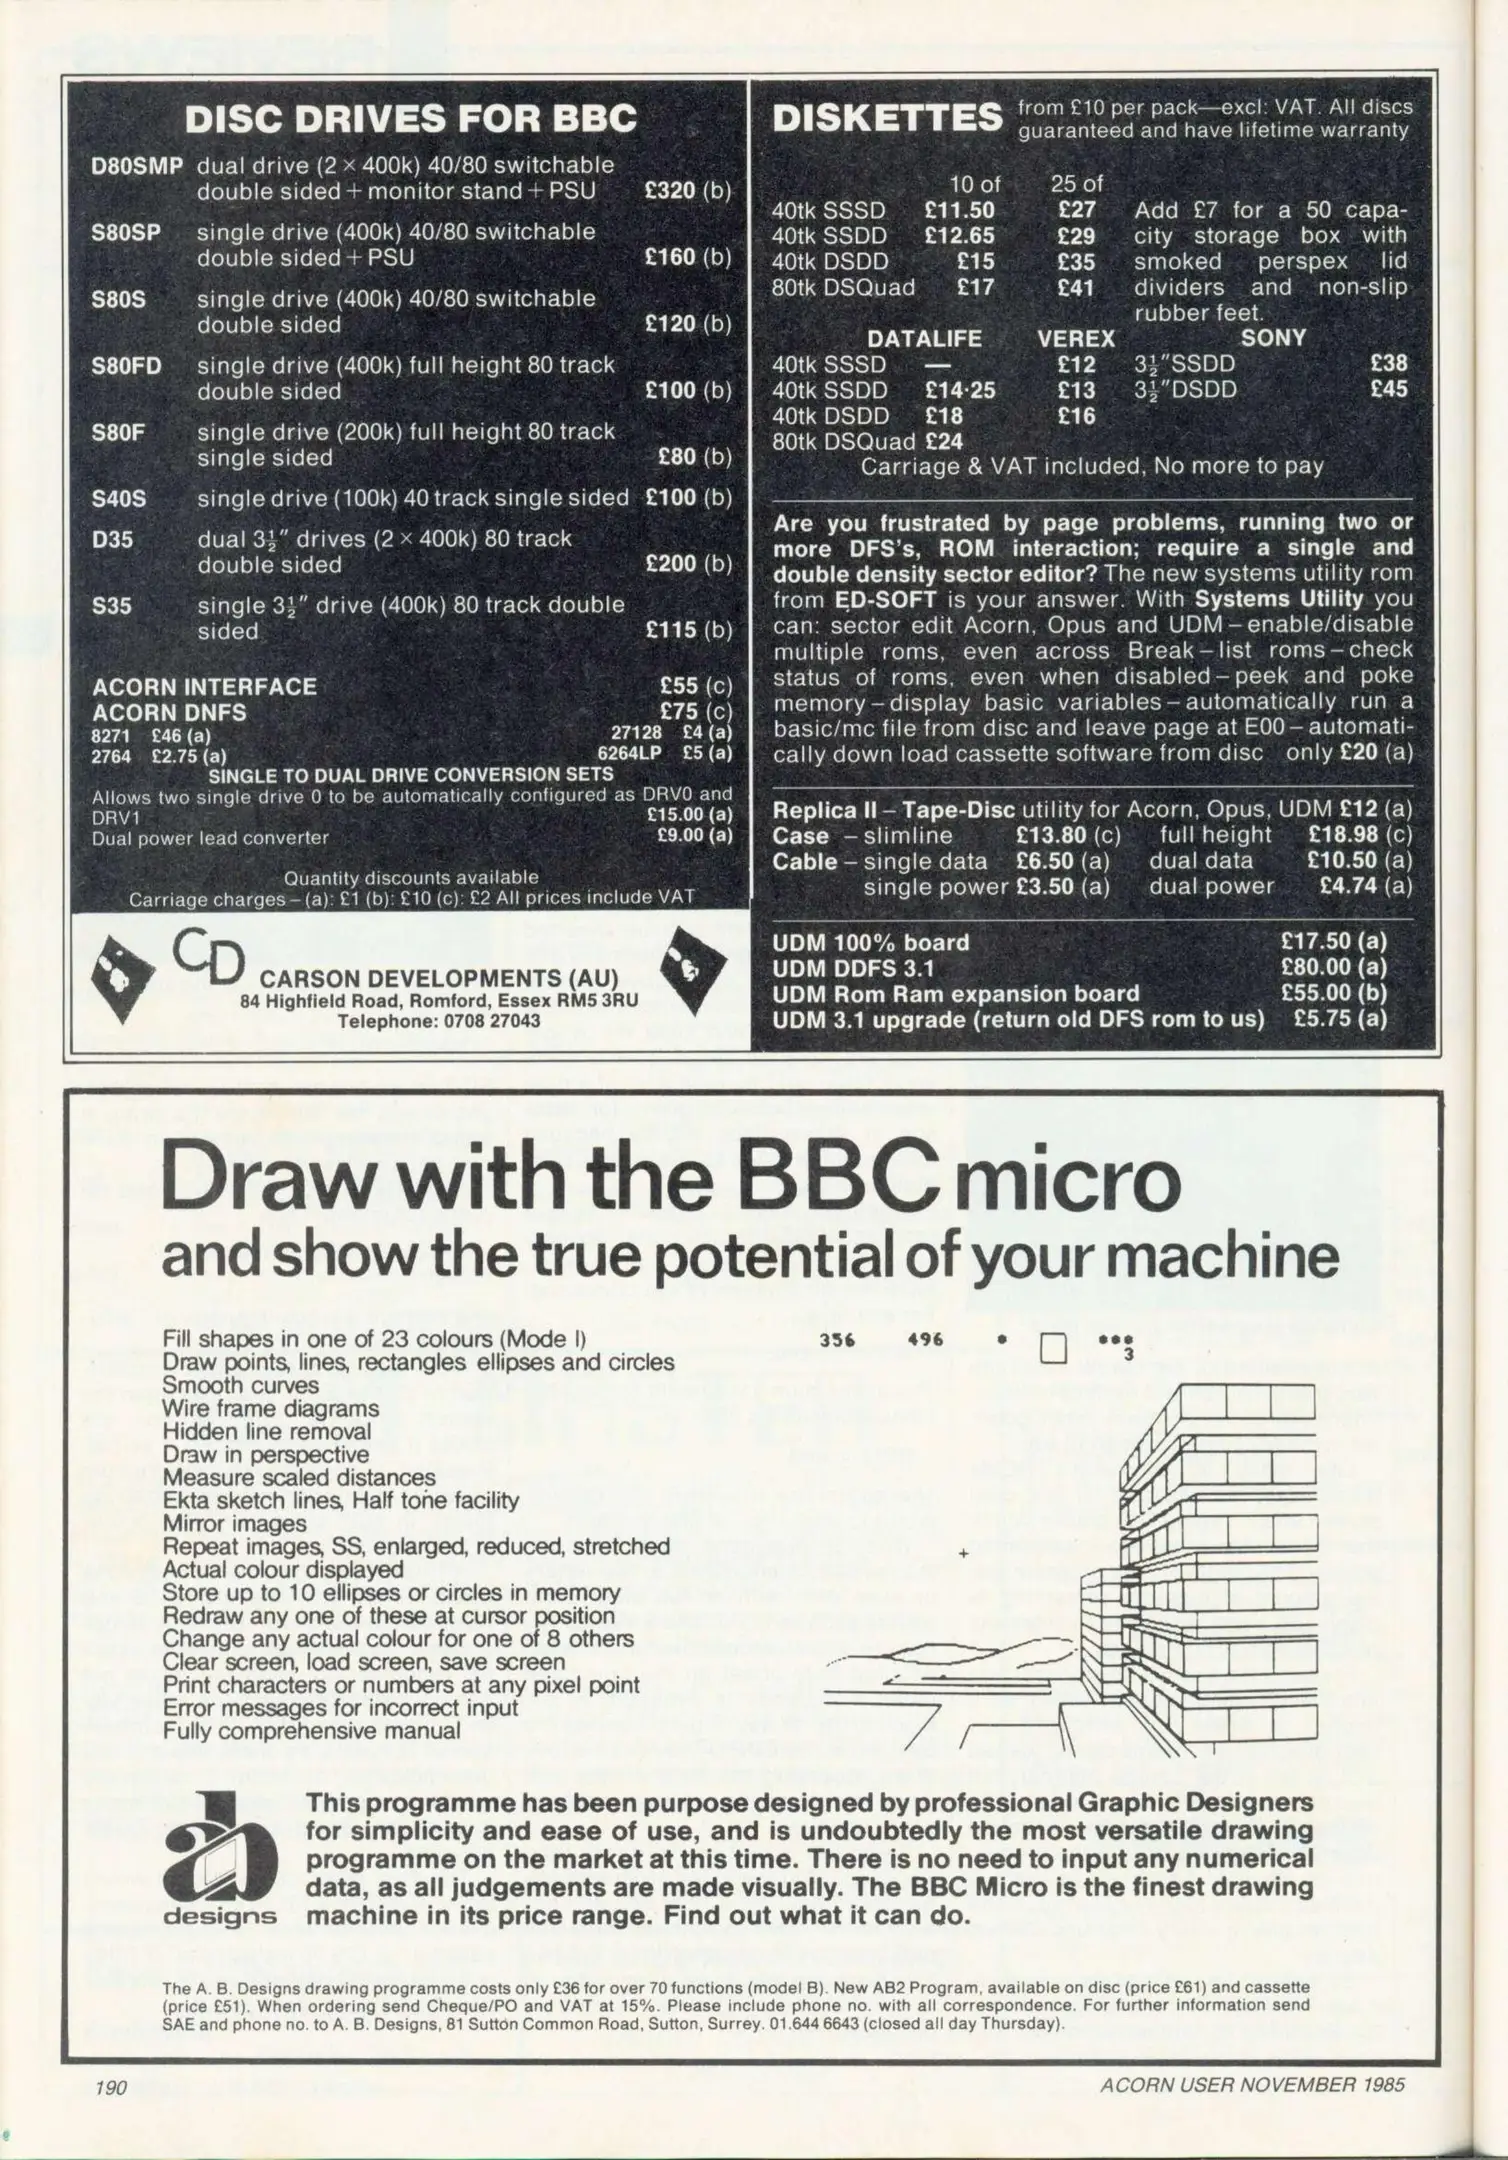 DISC DRIVES FOR BBC
D80SMP dual drive (2 × 400k) 40/80 switchable
double sided + monitor stand + PSU £320 (b)
S80SP single drive (400k) 40/80 switchable
double sided + PSU £160 (b)
S80S single drive (400k) 40/80 switchable
double sided £120 (b)
S80FD single drive (400k) full height 80 track
double sided £100 (b)
S80F single drive (200k) full height 80 track
single sided £80 (b)
S40S single drive (100k) 40 track single sided £100 (b)
D35 dual 3½" drives (2 × 400k) 80 track
double sided £200 (b)
S35 single 3½" drive (400k) 80 track double
sided £115 (b)
ACORN INTERFACE £55 (c)
ACORN DNFS £75 (c)
8271 £46 (a) 27128 £4 (a)
2764 £2.75 (a) 6264LP £5 (a)
SINGLE TO DUAL DRIVE CONVERSION SETS
Allows two single drive 0 to be automatically configured as DRV0 and
DRV1 £15.00 (a)
Dual power lead converter £9.00 (a)
Quantity discounts available
Carriage charges – (a): £1 (b): £10 (c): £2 All prices include VAT
CD CARSON DEVELOPMENTS (AU)
84 Highfield Road, Romford, Essex RM5 3RU
Telephone: 0708 27043
DISKETTES from £10 per pack—excl: VAT. All discs
guaranteed and have lifetime warranty
10 of 25 of
40tk SSSD £11.50 £27 Add £7 for a 50 capa-
40tk SSDD £12.65 £29 city storage box with
40tk DSDD £15 £35 smoked perspex lid
80tk DSQuad £17 £41 dividers and non-slip
rubber feet.
DATALIFE VEREX SONY
40tk SSSD — £12 3½"SSDD £38
40tk SSDD £14·25 £13 3½"DSDD £45
40tk DSDD £18 £16
80tk DSQuad £24
Carriage & VAT included, No more to pay
Are you frustrated by page problems, running two or
more DFS's, ROM interaction; require a single and
double density sector editor? The new systems utility rom
from ED-SOFT is your answer. With Systems Utility you
can: sector edit Acorn, Opus and UDM – enable/disable
multiple roms, even across Break – list roms – check
status of roms, even when disabled – peek and poke
memory – display basic variables – automatically run a
basic/mc file from disc and leave page at E00 – automati-
cally down load cassette software from disc only £20 (a)
Replica II – Tape-Disc utility for Acorn, Opus, UDM £12 (a)
Case – slimline £13.80 (c) full height £18.98 (c)
Cable – single data £6.50 (a) dual data £10.50 (a)
single power £3.50 (a) dual power £4.74 (a)
UDM 100% board £17.50 (a)
UDM DDFS 3.1 £80.00 (a)
UDM Rom Ram expansion board £55.00 (b)
UDM 3.1 upgrade (return old DFS rom to us) £5.75 (a)
Draw with the BBC micro
and show the true potential of your machine
Fill shapes in one of 23 colours (Mode I)
Draw points, lines, rectangles ellipses and circles
Smooth curves
Wire frame diagrams
Hidden line removal
Draw in perspective
Measure scaled distances
Ekta sketch lines, Half tone facility
Mirror images
Repeat images, SS, enlarged, reduced, stretched
Actual colour displayed
Store up to 10 ellipses or circles in memory
Redraw any one of these at cursor position
Change any actual colour for one of 8 others
Clear screen, load screen, save screen
Print characters or numbers at any pixel point
Error messages for incorrect input
Fully comprehensive manual
356 496
3
ab
designs
This programme has been purpose designed by professional Graphic Designers
for simplicity and ease of use, and is undoubtedly the most versatile drawing
programme on the market at this time. There is no need to input any numerical
data, as all judgements are made visually. The BBC Micro is the finest drawing
machine in its price range. Find out what it can do.
The A. B. Designs drawing programme costs only £36 for over 70 functions (model B). New AB2 Program, available on disc (price £61) and cassette
(price £51). When ordering send Cheque/PO and VAT at 15%. Please include phone no. with all correspondence. For further information send
SAE and phone no. to A. B. Designs, 81 Sutton Common Road, Sutton, Surrey. 01.644 6643 (closed all day Thursday).
190
ACORN USER NOVEMBER 1985